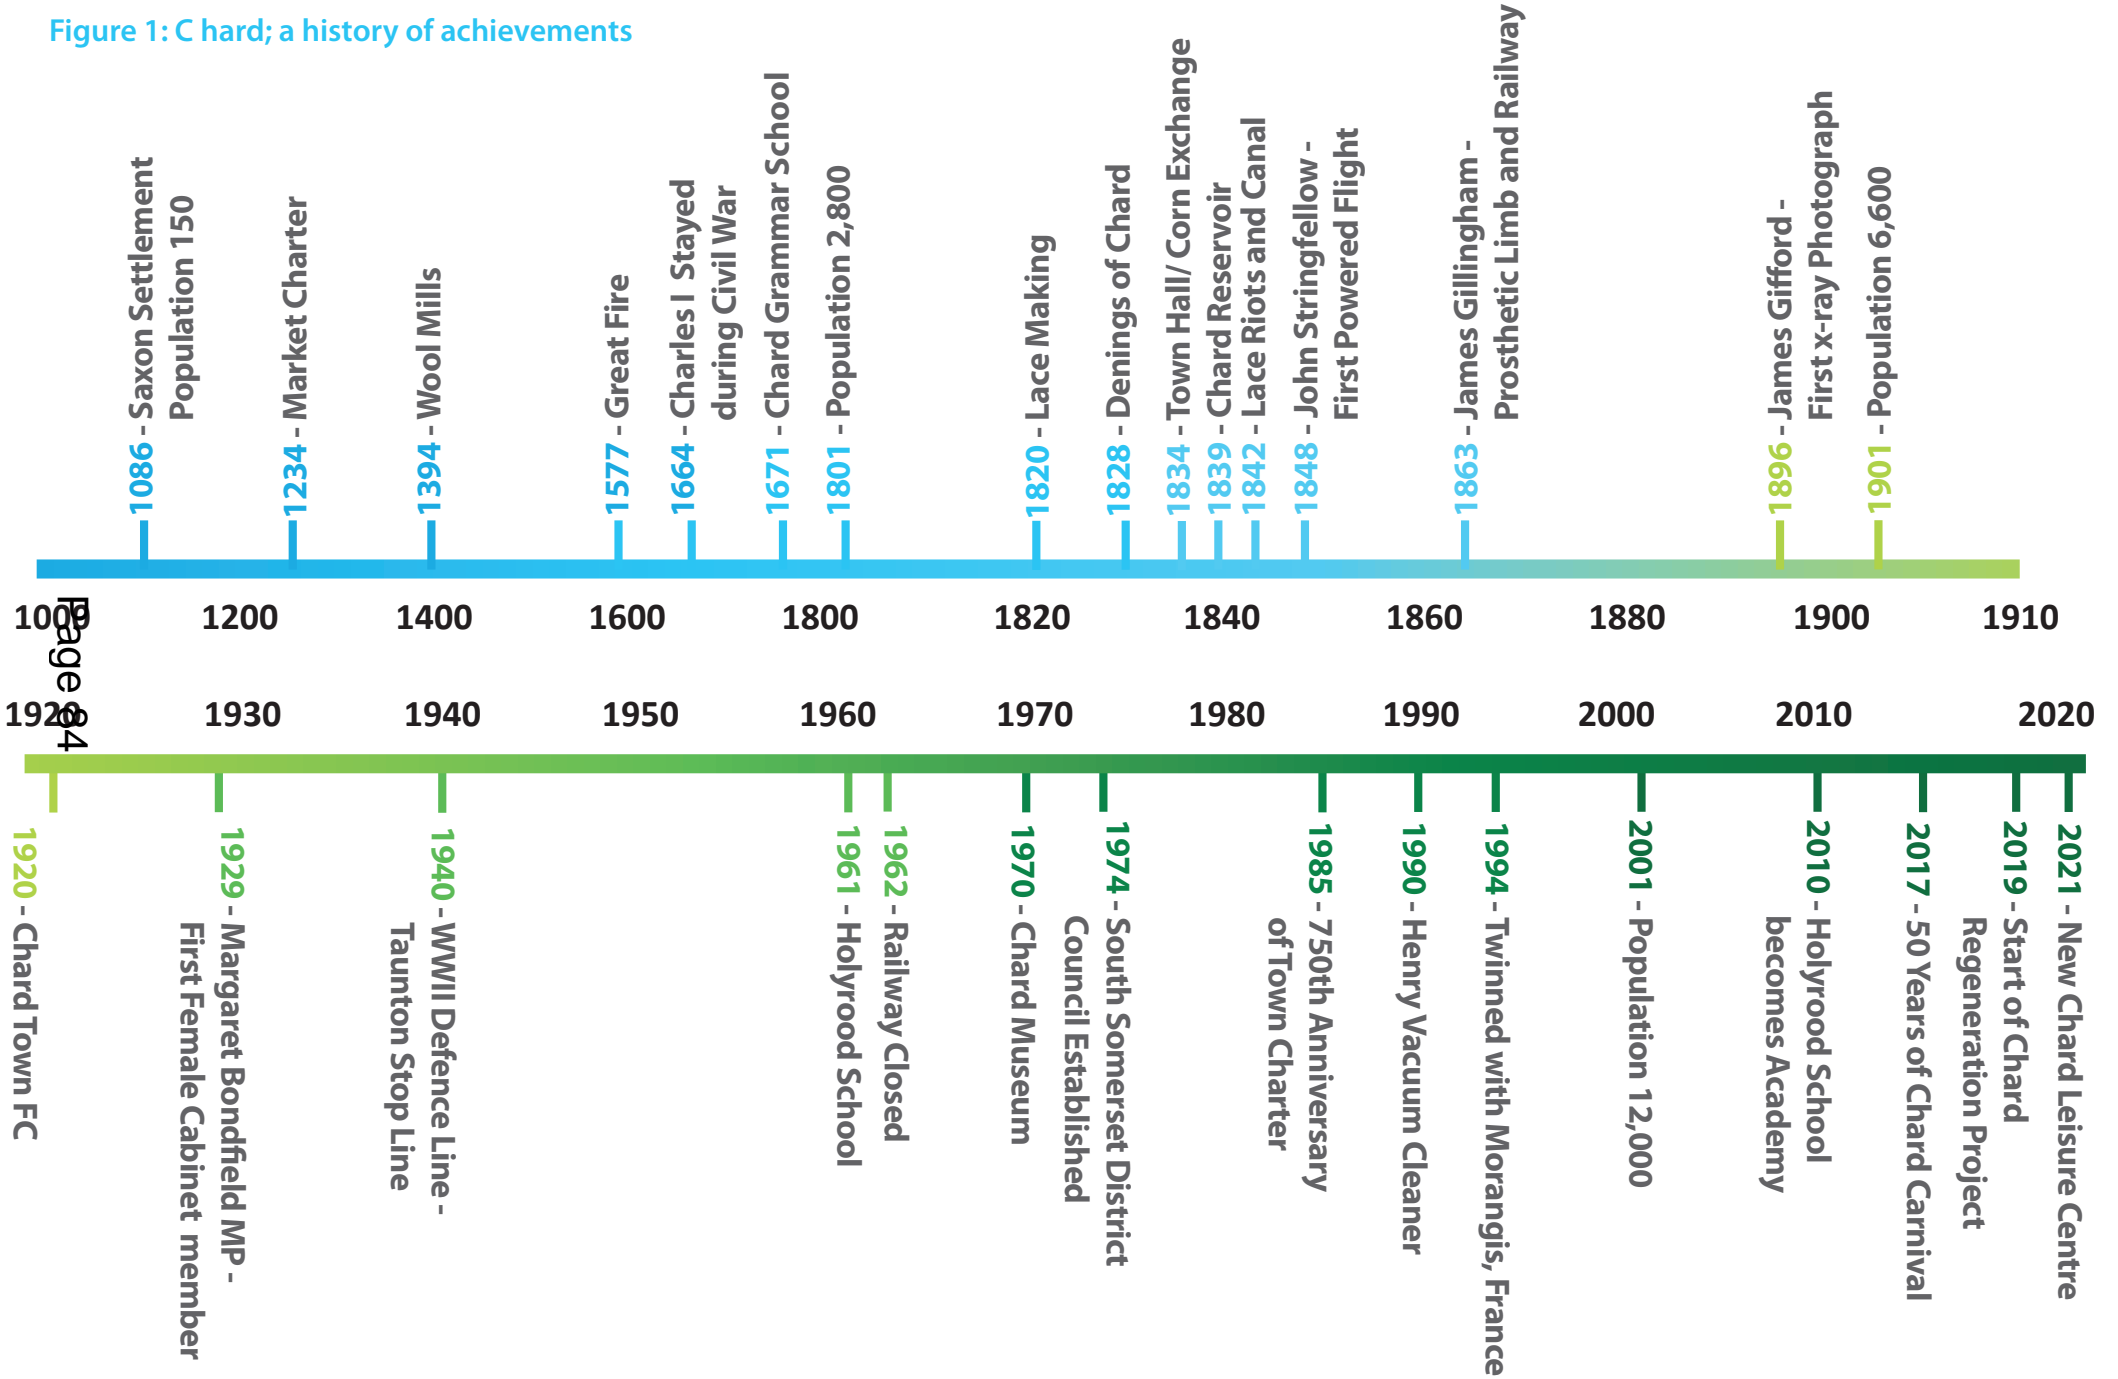 Figure 1: C hard; a history of achievements
1086 - Saxon Settlement
Population 150
1234 - Market Charter
1394 - Wool Mills
1577 - Great Fire
1664 - Charles I Stayed
during Civil War
1671 - Chard Grammar School
1801 - Population 2,800
1820 - Lace Making
1828 - Denings of Chard
1834 - Town Hall/ Corn Exchange
1839 - Chard Reservoir
1842 - Lace Riots and Canal
1848 - John Stringfellow -
First Powered Flight
1863 - James Gillingham -
Prosthetic Limb and Railway
1866 - James Gifford -
First x-ray Photograph
1901 - Population 6,600
1000 1200 1400 1600 1800 1820 1840 1860 1880 1900 1910
Page 84
1920 1930 1940 1950 1960 1970 1980 1990 2000 2010 2020
1920 - Chard Town FC
1929 - Margaret Bondfield MP -
First Female Cabinet member
1940 - WWII Defence Line -
Taunton Stop Line
1961 - Holyrood School
1962 - Railway Closed
1970 - Chard Museum
1974 - South Somerset District
Council Established
1985 - 750th Anniversary
of Town Charter
1990 - Henry Vacuum Cleaner
1994 - Twinned with Morangis, France
2001 - Population 12,000
2010 - Holyrood School
becomes Academy
2017 - 50 Years of Chard Carnival
2019 - Start of Chard
Regeneration Project
2021 - New Chard Leisure Centre